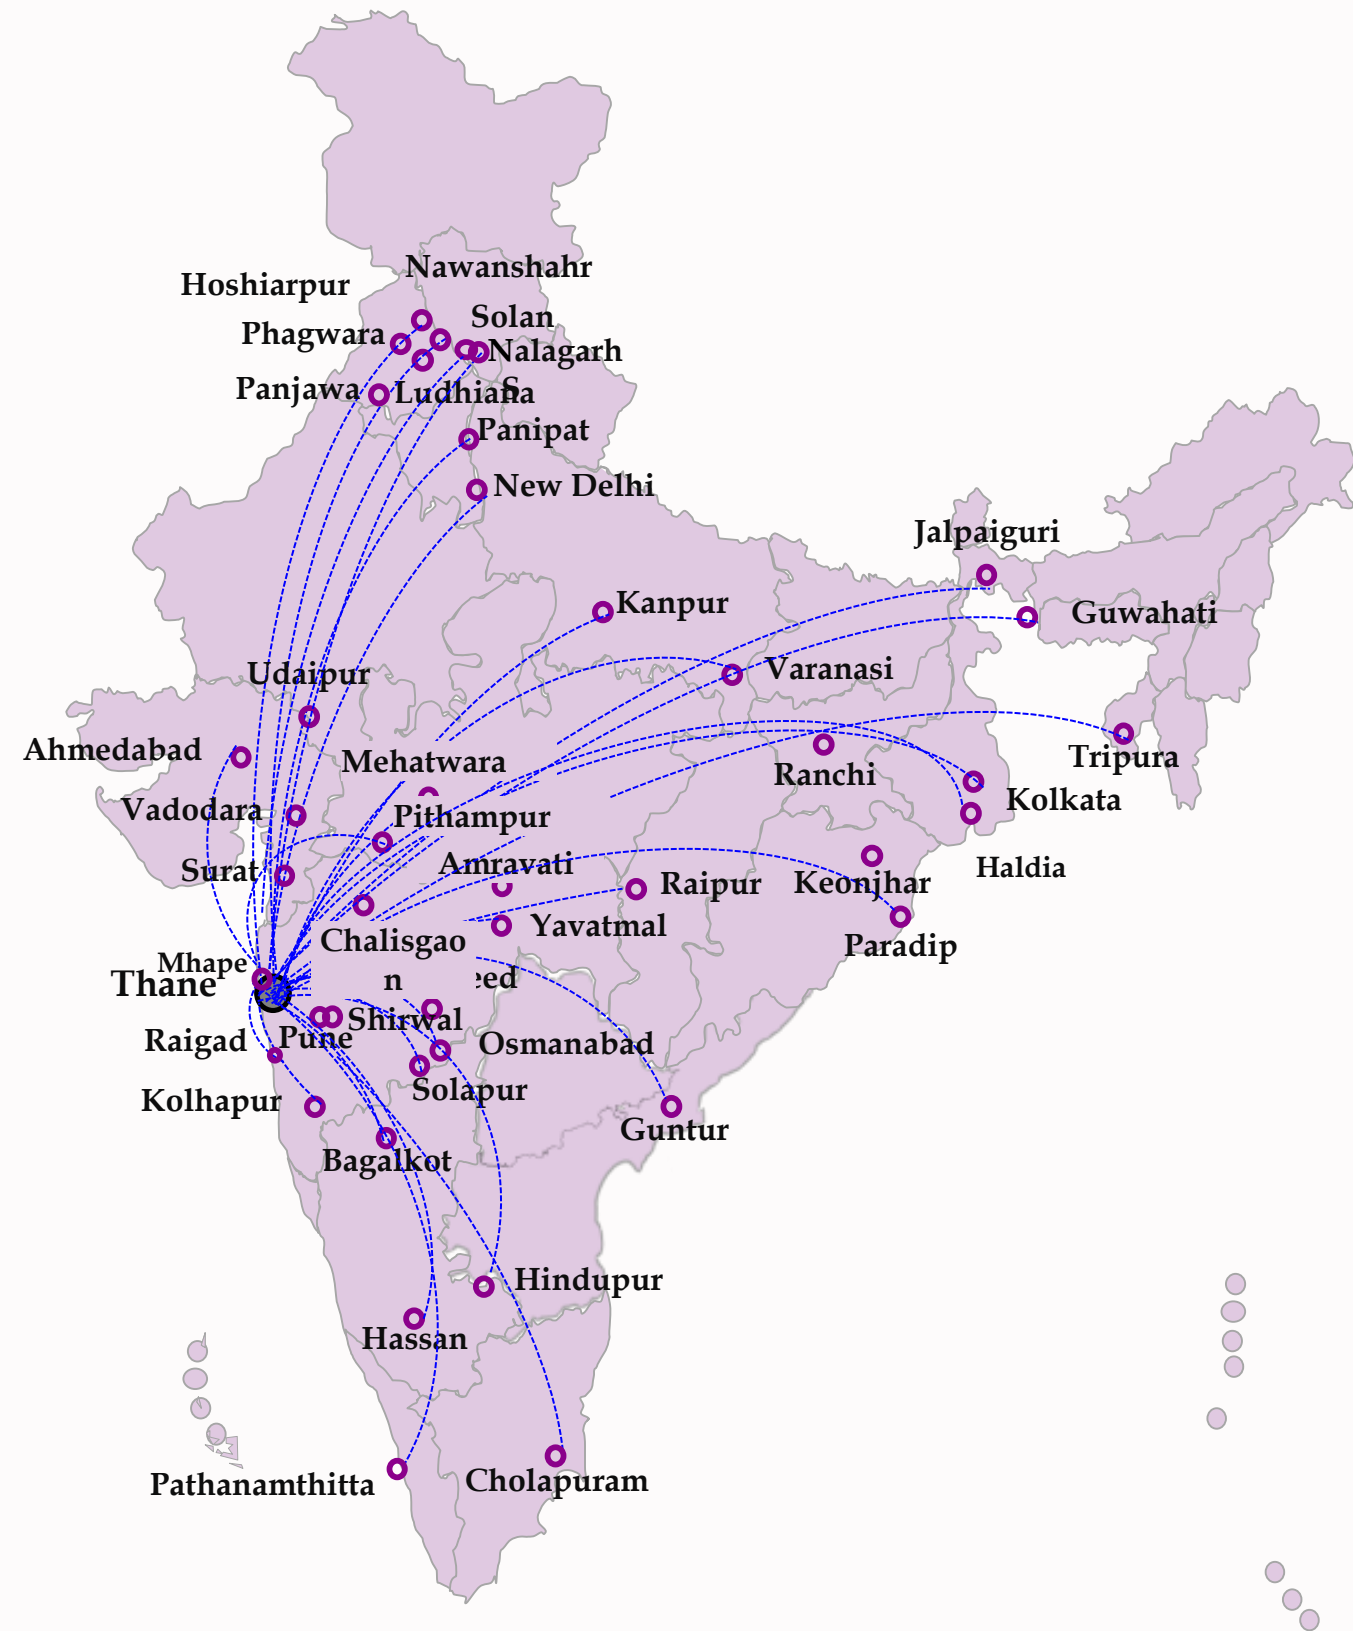 Nawanshahr
Hoshiarpur
Solan
Phagwara
Nalagarh
Panjawa
Ludhiana
S
Panipat
New Delhi
Jalpaiguri
Kanpur
Guwahati
Udaipur
Varanasi
Ahmedabad
Mehatwara
Tripura
Ranchi
Vadodara
Pithampur
Kolkata
Surat
Amravati
Raipur
Keonjhar
Haldia
Yavatmal
Chalisgao
n
Paradip
Mhape
Thane
eed
Shirwal
Raigad
Pune
Osmanabad
Solapur
Kolhapur
Guntur
Bagalkot
Hindupur
Hassan
Pathanamthitta
Cholapuram